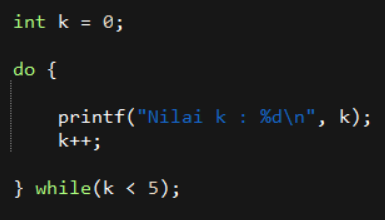 int k = 0;
do {
printf("Nilai k : %d\n", k);
k++;
} while(k < 5);